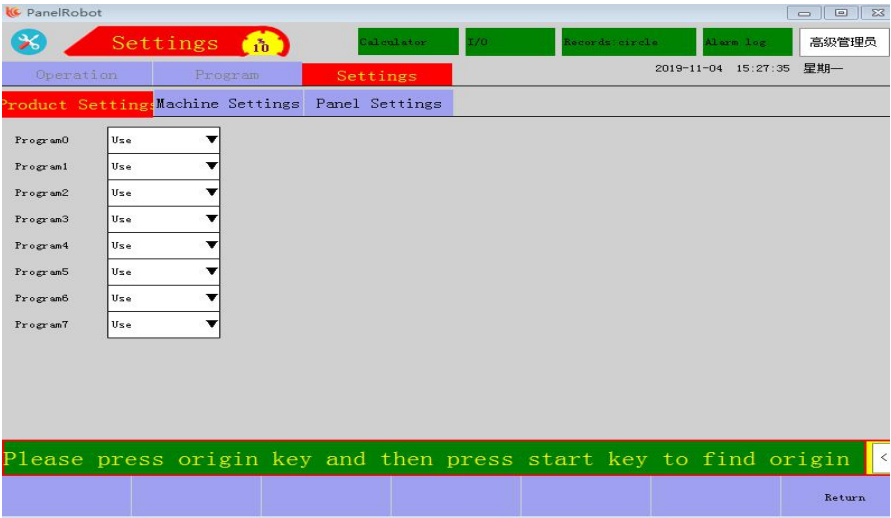 PanelRobot
Settings 10 Calculator I/O Records:circle Alarm log 高级管理员
Operation Program Settings 2019-11-04 15:27:35 星期一
Product Settings Machine Settings Panel Settings
Program0 Use
Program1 Use
Program2 Use
Program3 Use
Program4 Use
Program5 Use
Program6 Use
Program7 Use
Please press origin key and then press start key to find origin <
Return